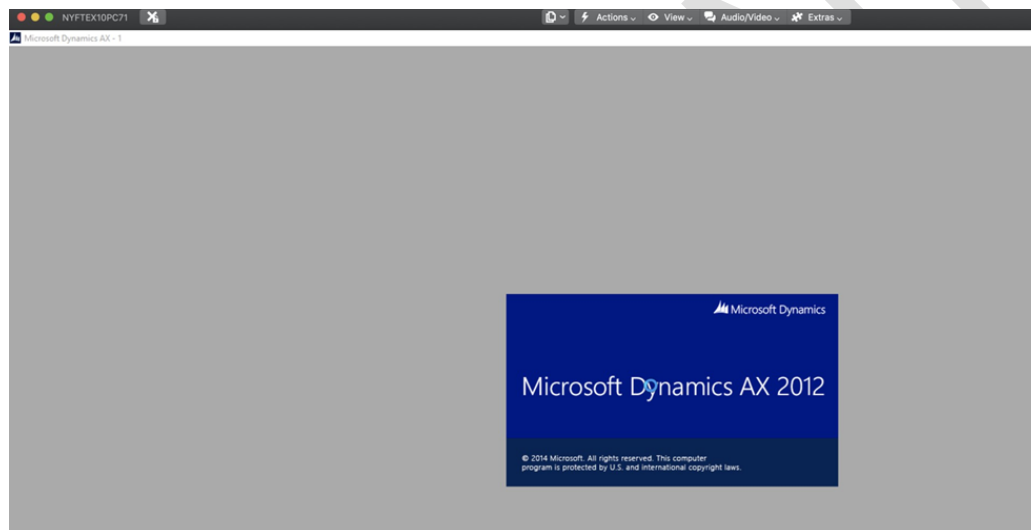 NYFTEX10PC71
Actions View Audio/Video Extras
Microsoft Dynamics AX - 1
Microsoft Dynamics
Microsoft Dynamics AX 2012
© 2014 Microsoft. All rights reserved. This computer
program is protected by U.S. and international copyright laws.